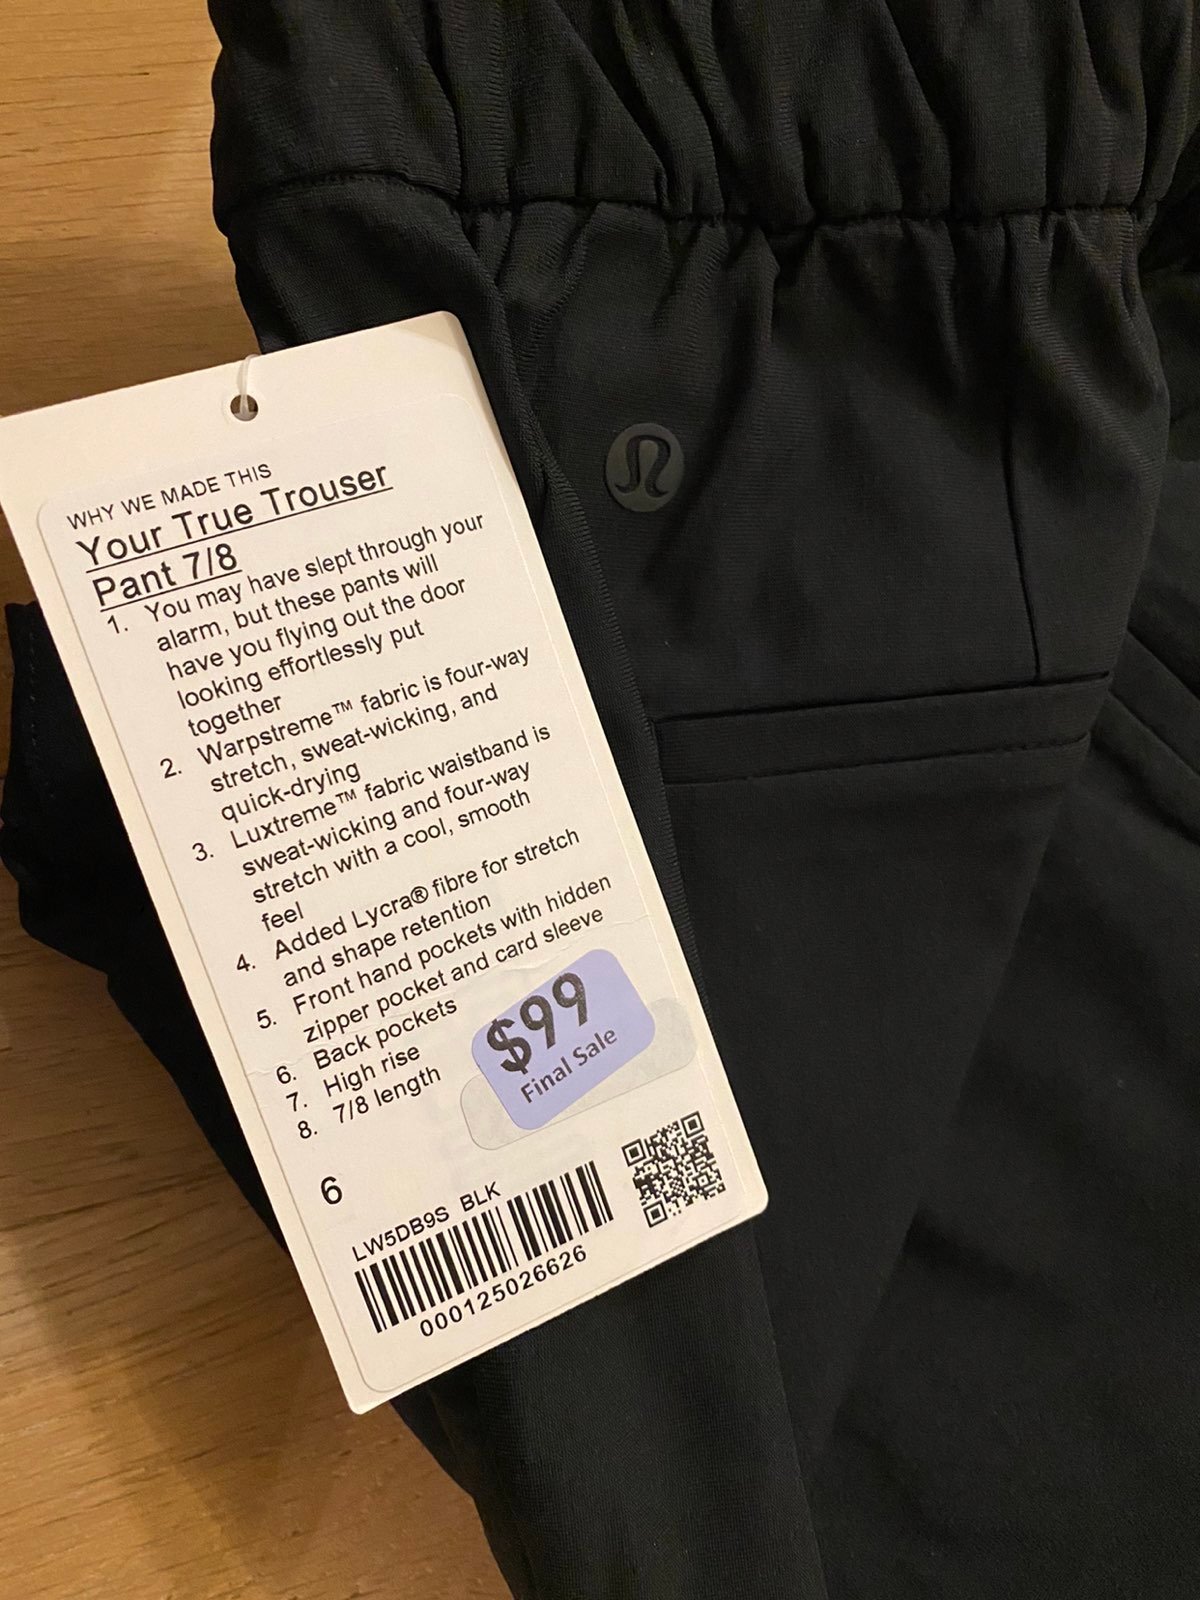 WHY WE MADE THIS
Your True Trouser
Pant 7/8
1. You may have slept through your
alarm, but these pants will
have you flying out the door
looking effortlessly put
together
2. Warpstreme™ fabric is four-way
stretch, sweat-wicking, and
quick-drying
3. Luxtreme™ fabric waistband is
sweat-wicking and four-way
stretch with a cool, smooth
feel
4. Added Lycra® fibre for stretch
and shape retention
5. Front hand pockets with hidden
zipper pocket and card sleeve
6. Back pockets
7. High rise
8. 7/8 length
$99
Final Sale
6
LW5DB9S BLK
000125026626